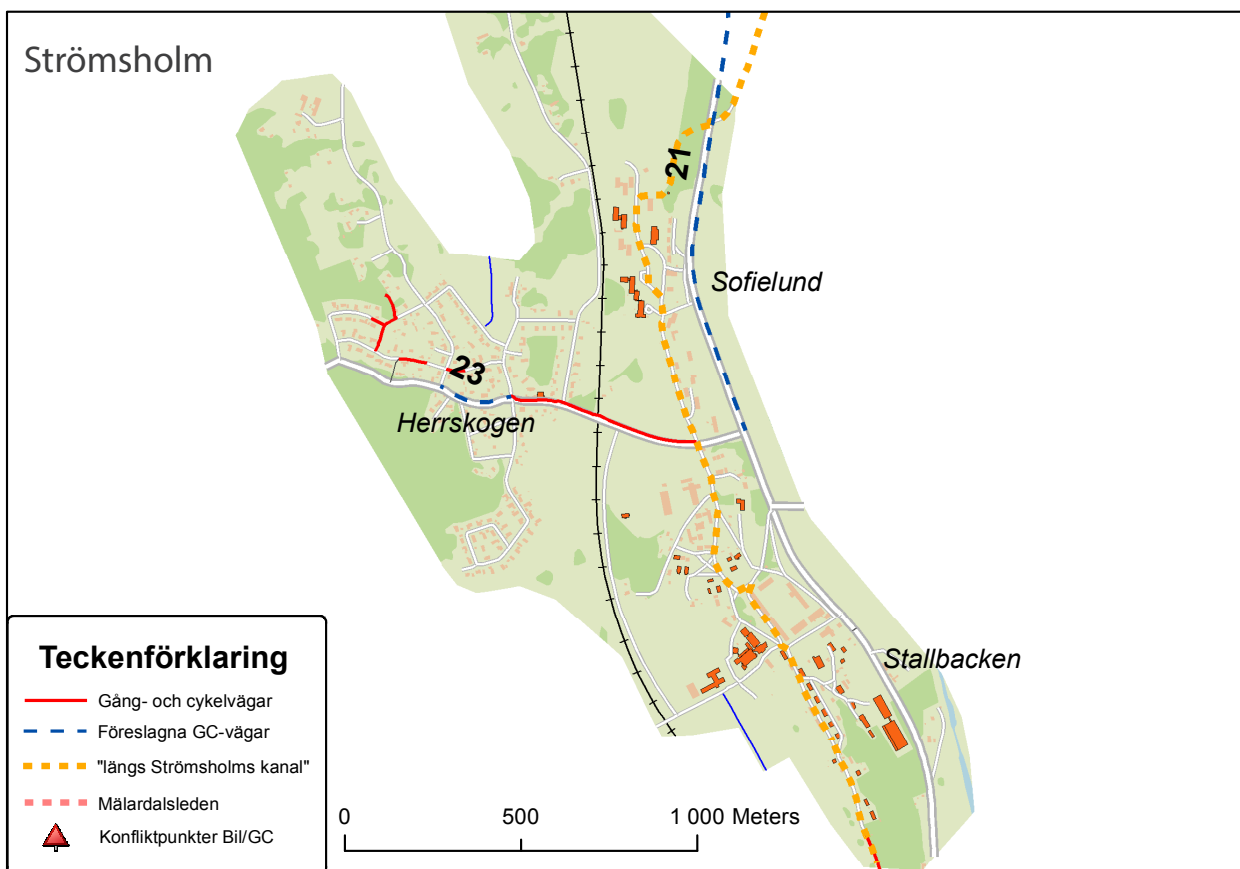 Strömsholm
21
Sofielund
23
Herrskogen
Stallbacken
Teckenförklaring
Gång- och cykelvägar
Föreslagna GC-vägar
"längs Strömsholms kanal"
Mälardalsleden
Konfliktpunkter Bil/GC
0 500 1 000 Meters